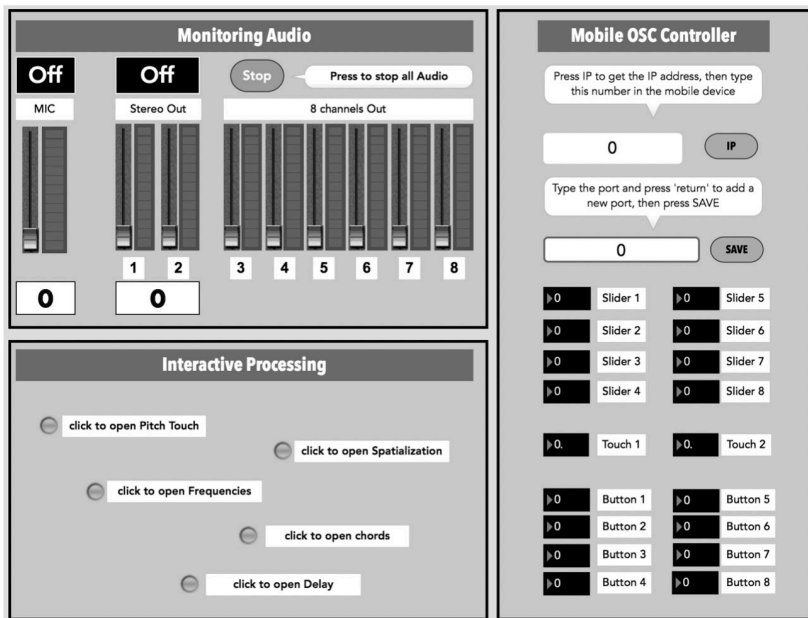 Monitoring Audio
Off
Off
Stop
Press to stop all Audio
MIC
Stereo Out
8 channels Out
1 2 3 4 5 6 7 8
0
0
Interactive Processing
click to open Pitch Touch
click to open Spatialization
click to open Frequencies
click to open chords
click to open Delay
Mobile OSC Controller
Press IP to get the IP address, then type
this number in the mobile device
0 IP
Type the port and press 'return' to add a
new port, then press SAVE
0 SAVE
0 Slider 1 0 Slider 5
0 Slider 2 0 Slider 6
0 Slider 3 0 Slider 7
0 Slider 4 0 Slider 8
0. Touch 1 0. Touch 2
0 Button 1 0 Button 5
0 Button 2 0 Button 6
0 Button 3 0 Button 7
0 Button 4 0 Button 8